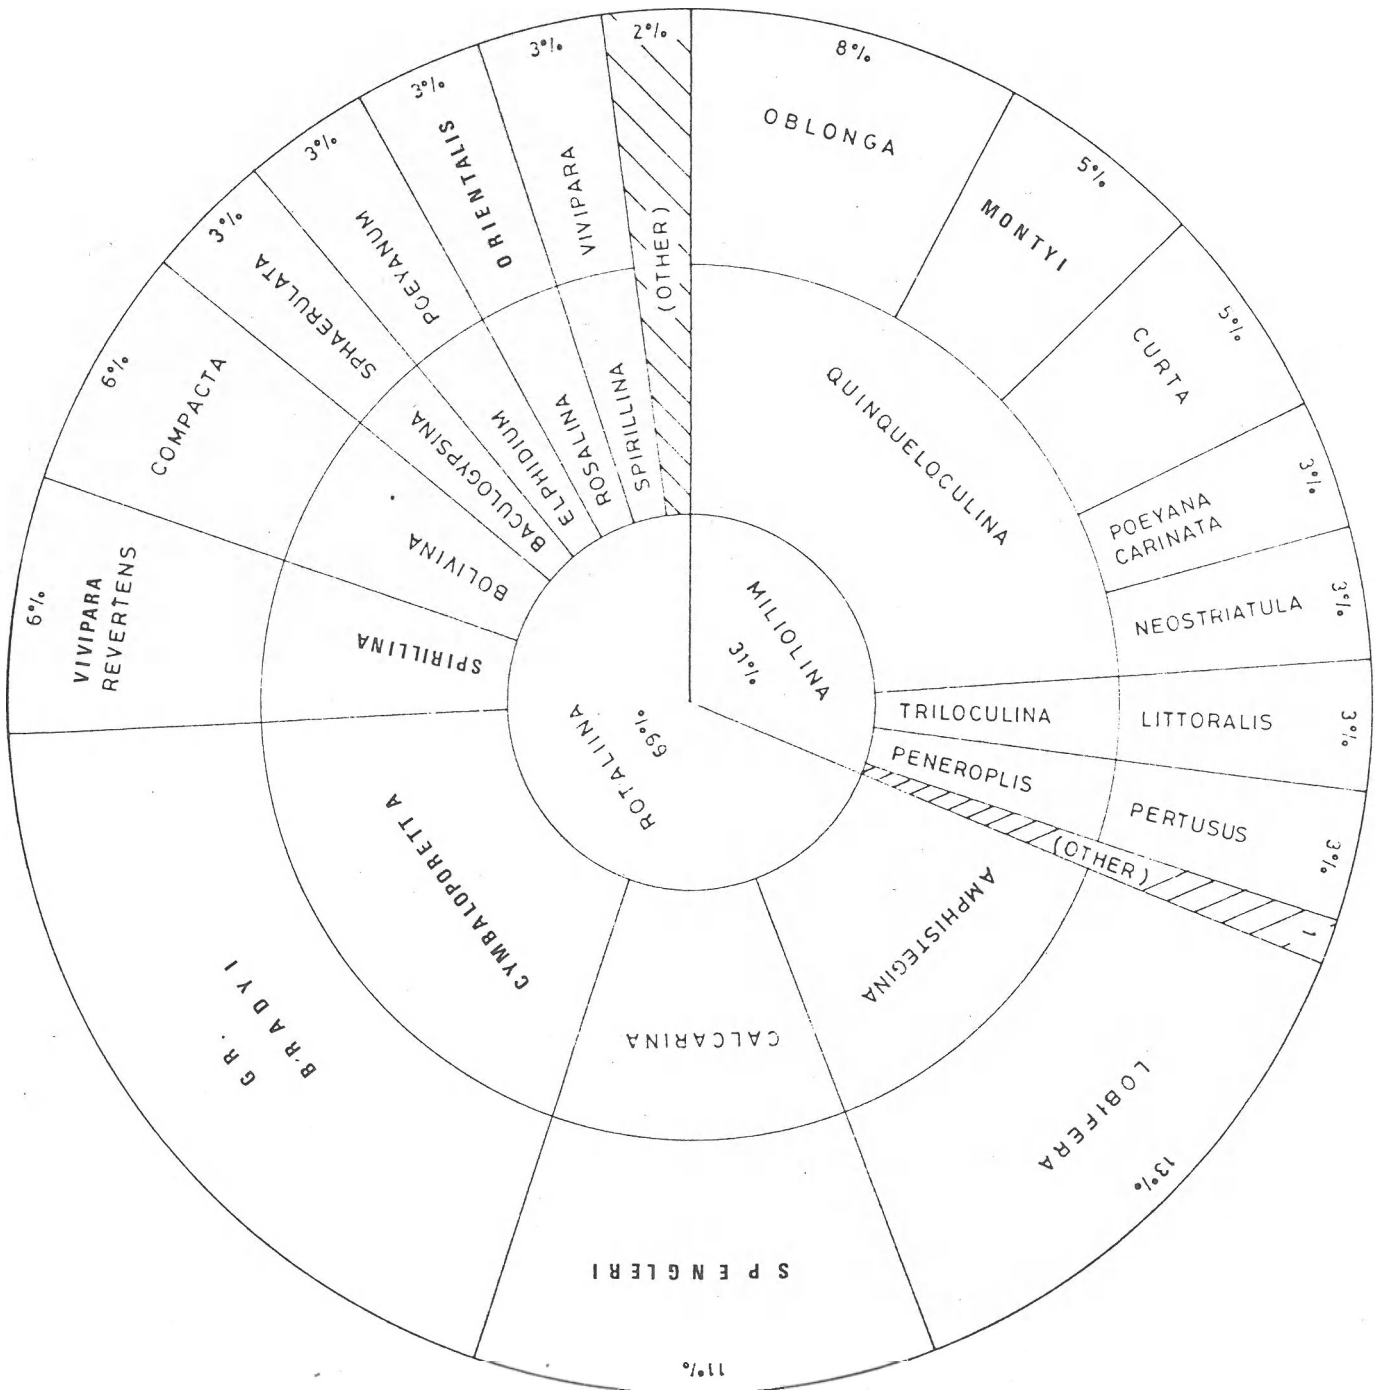 2%
8%
OBLONGA
5%
MONTYI
5%
CURTA
3%
POEYANA
CARINATA
3%
NEOSTRIATULA
QUINQUELOCULINA
3%
LITTORALIS
TRILOCULINA
3%
PERTUSUS
PENEROPLIS
1
(OTHER)
MILIOLINA
31%
13%
LOBIFERA
AMPHISTEGINA
11%
SPENGLERI
CALCARINA
GR.
BRADYI
CYMBALOPORETTA
ROTALIINA
69%
6%
VIVIPARA
REVERTENS
SPIRILLINA
6%
COMPACTA
BOLIVINA
3%
SPHAERULATA
BACULOGYPSINA
3%
POEYANUM
ELPHIDIUM
3%
ORIENTALIS
ROSALINA
3%
VIVIPARA
SPIRILLINA
(OTHER)